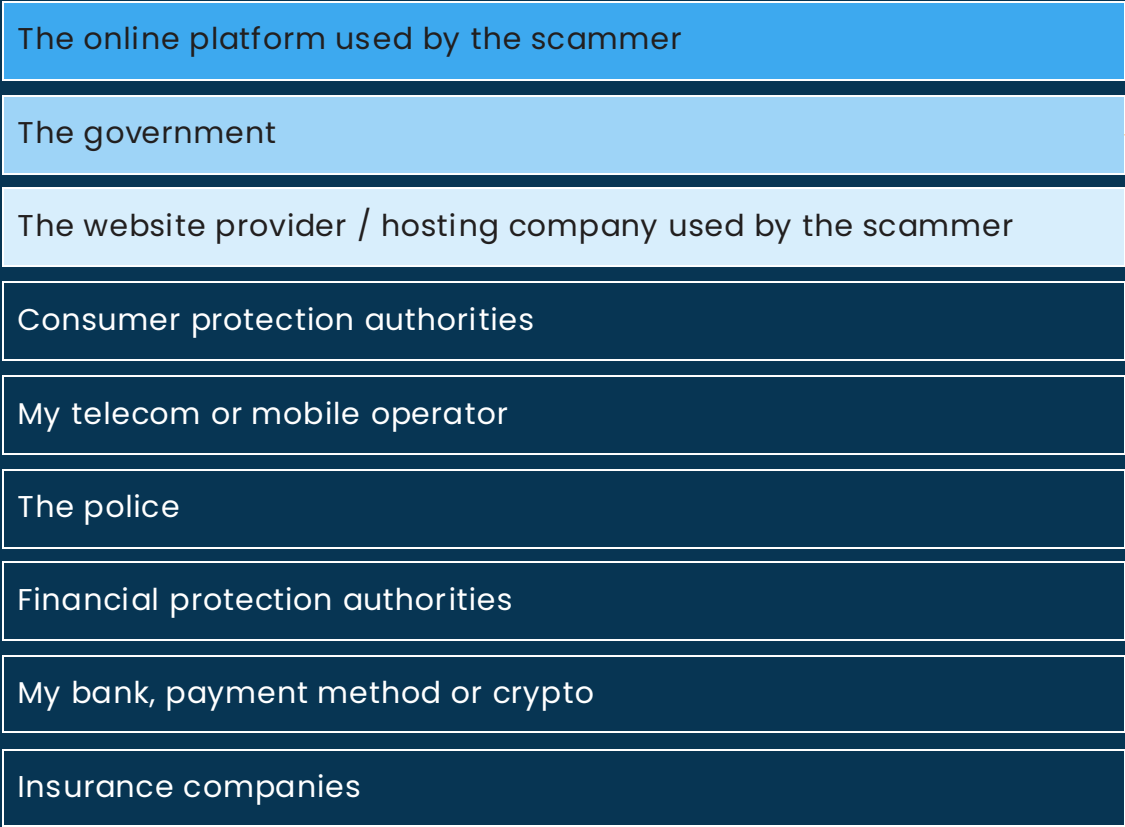 The online platform used by the scammer
The government
The website provider / hosting company used by the scammer
Consumer protection authorities
My telecom or mobile operator
The police
Financial protection authorities
My bank, payment method or crypto
Insurance companies